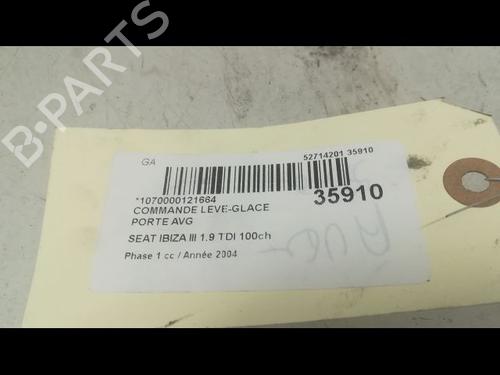 B-PARTS
GA
52714201 35910
*1070000121664
35910
COMMANDE LEVE-GLACE
PORTE AVG
SEAT IBIZA III 1.9 TDI 100ch
Phase 1 cc / Année 2004